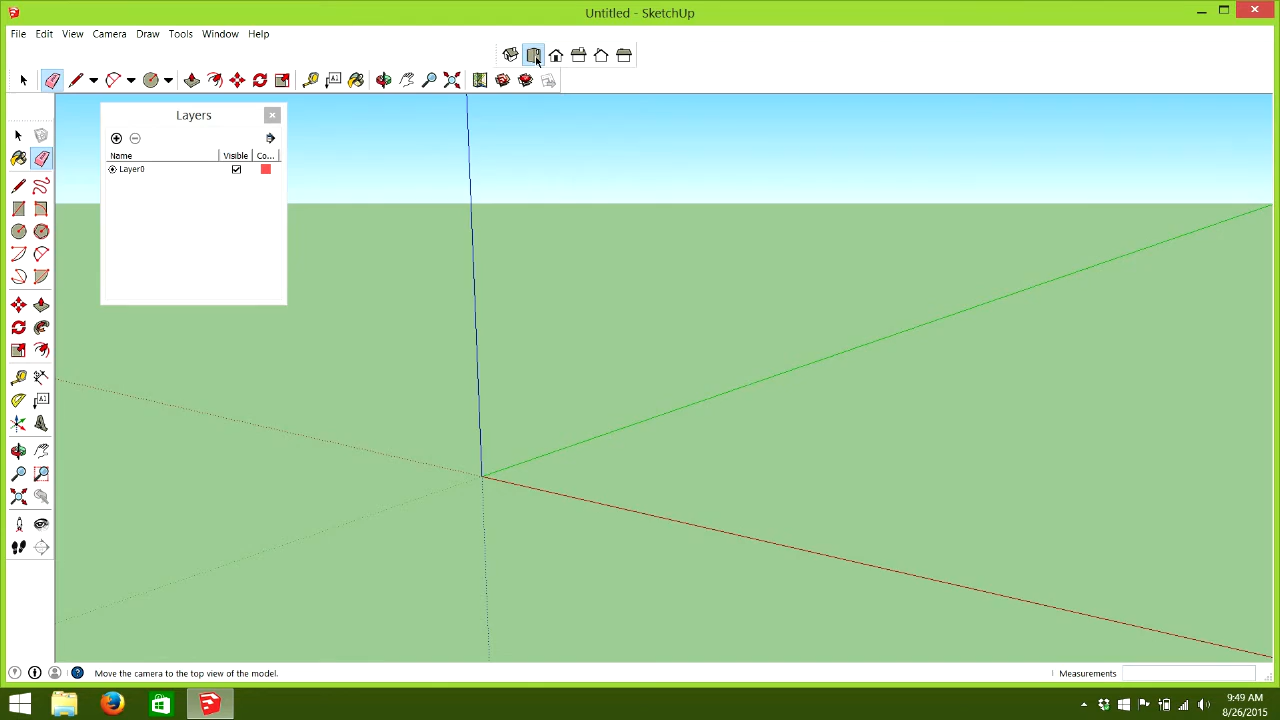 Untitled - SketchUp
File Edit View Camera Draw Tools Window Help
Layers
Name Visible Co...
Layer0
Move the camera to the top view of the model.
Measurements
9:49 AM
8/26/2015